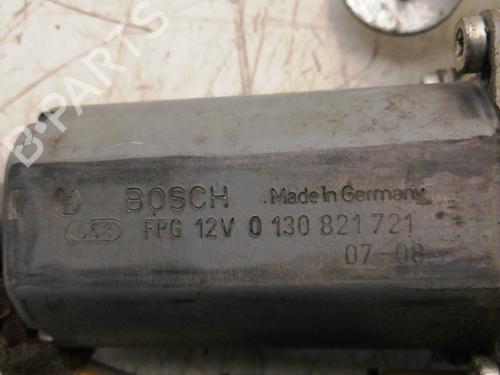 B-PARTS
BOSCH Made in Germany
FPG 12V 0 130 821 721
07-08